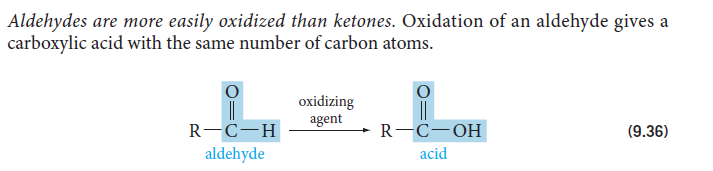 Aldehydes are more easily oxidized than ketones. Oxidation of an aldehyde gives a
carboxylic acid with the same number of carbon atoms.
O O
oxidizing
agent
R—C—H R—C—OH (9.36)
aldehyde acid